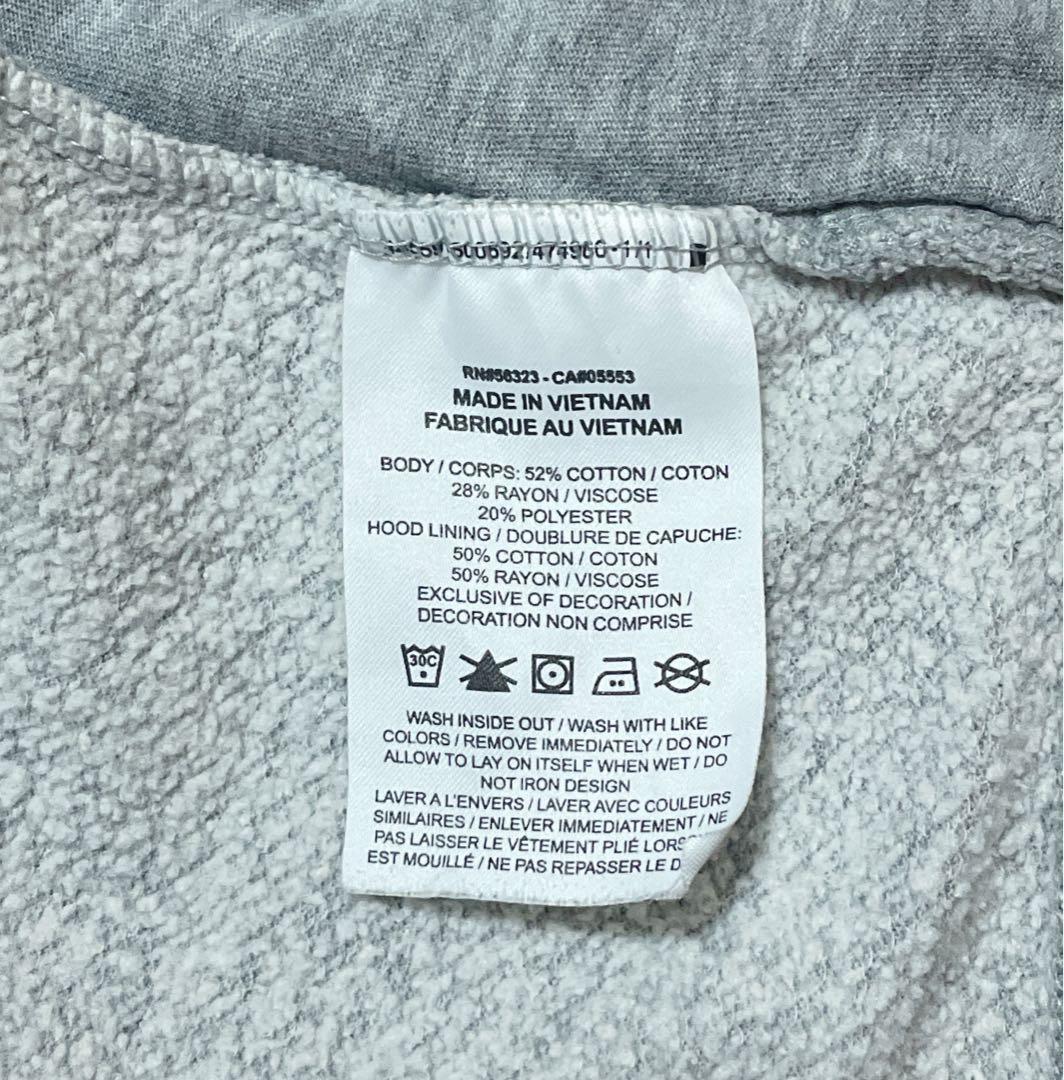 474960-1/1
RN#56323 - CA#05553
MADE IN VIETNAM
FABRIQUE AU VIETNAM
BODY / CORPS: 52% COTTON / COTON
28% RAYON / VISCOSE
20% POLYESTER
HOOD LINING / DOUBLURE DE CAPUCHE:
50% COTTON / COTON
50% RAYON / VISCOSE
EXCLUSIVE OF DECORATION /
DECORATION NON COMPRISE
30C
WASH INSIDE OUT / WASH WITH LIKE
COLORS / REMOVE IMMEDIATELY / DO NOT
ALLOW TO LAY ON ITSELF WHEN WET / DO
NOT IRON DESIGN
LAVER A L'ENVERS / LAVER AVEC COULEURS
SIMILAIRES / ENLEVER IMMEDIATEMENT / NE
PAS LAISSER LE VÊTEMENT PLIÉ
EST MOUILLÉ / NE PAS REPASSER LE